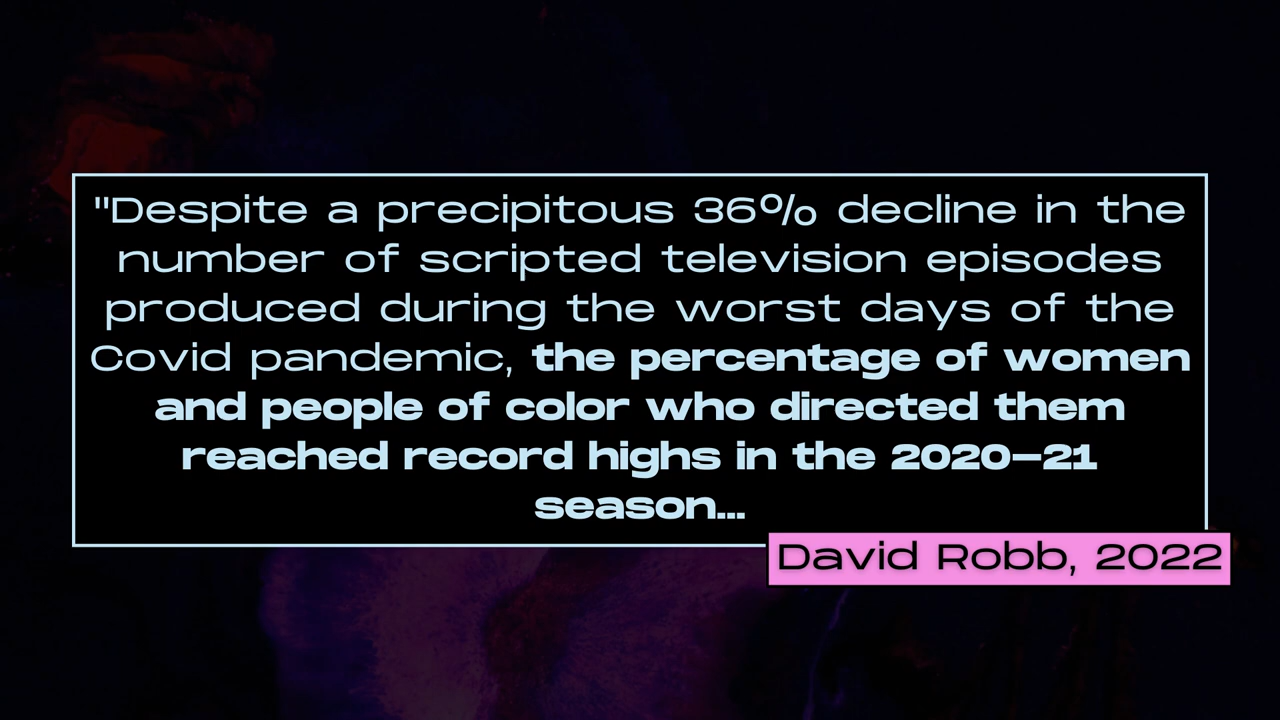 "Despite a precipitous 36% decline in the
number of scripted television episodes
produced during the worst days of the
Covid pandemic, the percentage of women
and people of color who directed them
reached record highs in the 2020-21
season...
David Robb, 2022